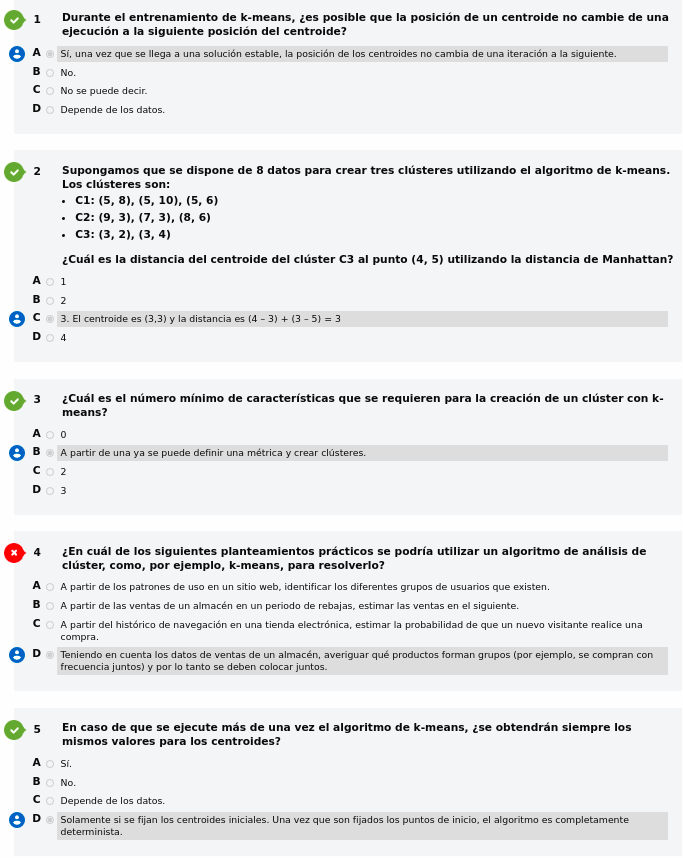 1 Durante el entrenamiento de k-means, ¿es posible que la posición de un centroide no cambie de una
ejecución a la siguiente posición del centroide?
A Sí, una vez que se llega a una solución estable, la posición de los centroides no cambia de una iteración a la siguiente.
B No.
C No se puede decir.
D Depende de los datos.
2 Supongamos que se dispone de 8 datos para crear tres clústeres utilizando el algoritmo de k-means.
Los clústeres son:
• C1: (5, 8), (5, 10), (5, 6)
• C2: (9, 3), (7, 3), (8, 6)
• C3: (3, 2), (3, 4)
¿Cuál es la distancia del centroide del clúster C3 al punto (4, 5) utilizando la distancia de Manhattan?
A 1
B 2
C 3. El centroide es (3,3) y la distancia es (4 – 3) + (3 – 5) = 3
D 4
3 ¿Cuál es el número mínimo de características que se requieren para la creación de un clúster con k-
means?
A 0
B A partir de una ya se puede definir una métrica y crear clústeres.
C 2
D 3
4 ¿En cuál de los siguientes planteamientos prácticos se podría utilizar un algoritmo de análisis de
clúster, como, por ejemplo, k-means, para resolverlo?
A A partir de los patrones de uso en un sitio web, identificar los diferentes grupos de usuarios que existen.
B A partir de las ventas de un almacén en un periodo de rebajas, estimar las ventas en el siguiente.
C A partir del histórico de navegación en una tienda electrónica, estimar la probabilidad de que un nuevo visitante realice una
compra.
D Teniendo en cuenta los datos de ventas de un almacén, averiguar qué productos forman grupos (por ejemplo, se compran con
frecuencia juntos) y por lo tanto se deben colocar juntos.
5 En caso de que se ejecute más de una vez el algoritmo de k-means, ¿se obtendrán siempre los
mismos valores para los centroides?
A Sí.
B No.
C Depende de los datos.
D Solamente si se fijan los centroides iniciales. Una vez que son fijados los puntos de inicio, el algoritmo es completamente
determinista.